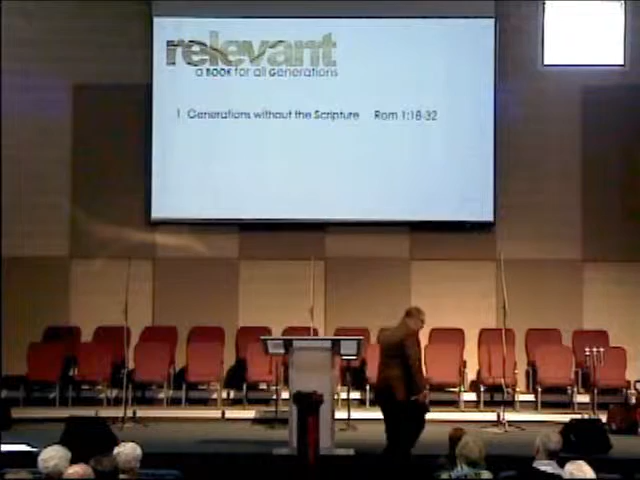 relevant
a BOOK for all Generations
1 Generations without the Scripture Rom 1:18-32